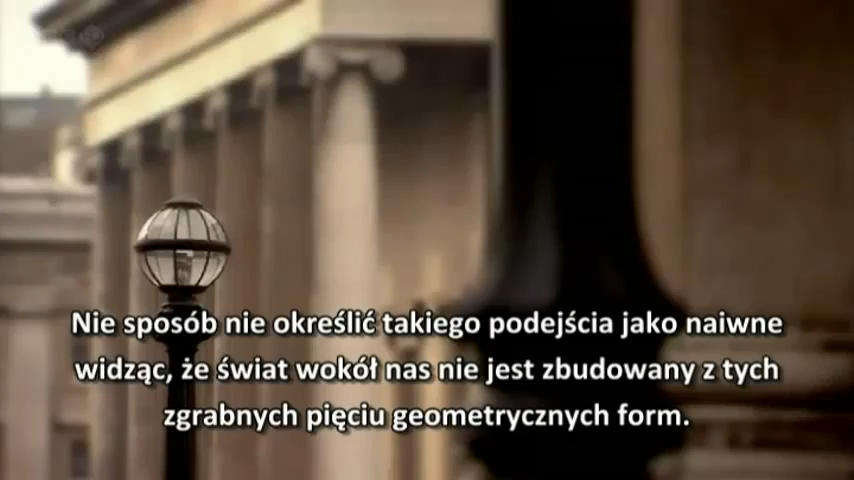 Nie sposób nie określić takiego podejścia jako naiwne
widząc, że świat wokół nas nie jest zbudowany z tych
zgrabnych pięciu geometrycznych form.